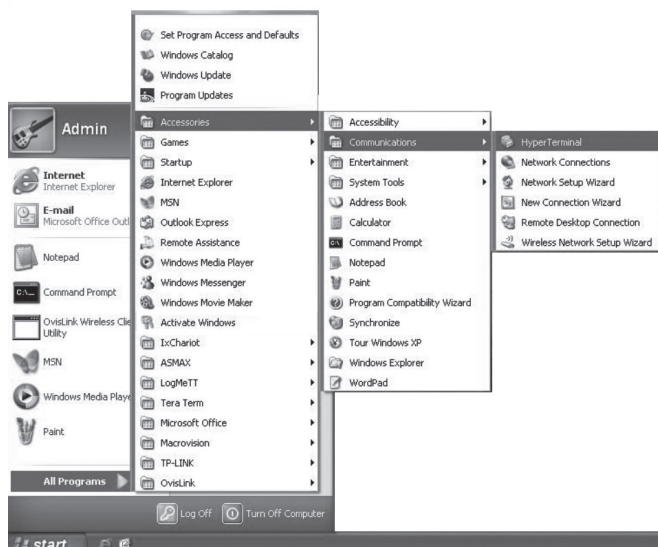 Set Program Access and Defaults
Windows Catalog
Windows Update
Program Updates
Admin
Internet
Internet Explorer
E-mail
Microsoft Office Outl
Notepad
Command Prompt
OvisLink Wireless Clie
Utility
MSN
Windows Media Playe
Paint
All Programs
Accessories
Games
Startup
Internet Explorer
MSN
Outlook Express
Remote Assistance
Windows Media Player
Windows Messenger
Windows Movie Maker
Activate Windows
IxChariot
ASMAX
LogMeTT
Tera Term
Microsoft Office
Macrovision
TP-LINK
OvisLink
Accessibility
Communications
Entertainment
System Tools
Address Book
Calculator
Command Prompt
Notepad
Paint
Program Compatibility Wizard
Synchronize
Tour Windows XP
Windows Explorer
WordPad
HyperTerminal
Network Connections
Network Setup Wizard
New Connection Wizard
Remote Desktop Connection
Wireless Network Setup Wizard
Log Off
Turn Off Computer
start